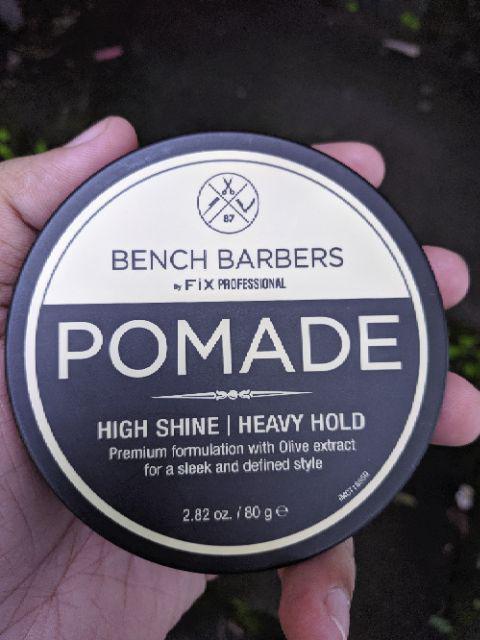 87
BENCH BARBERS
By FiX PROFESSIONAL
POMADE
HIGH SHINE | HEAVY HOLD
Premium formulation with Olive extract
for a sleek and defined style
2.82 oz. / 80 g ℮